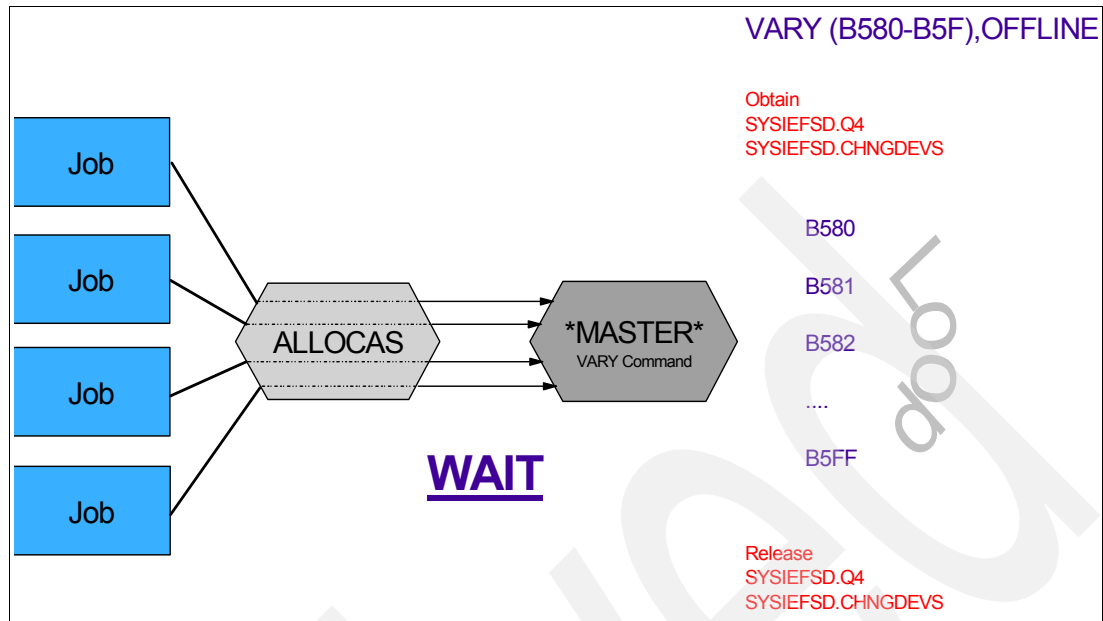 VARY (B580-B5F),OFFLINE
Obtain
SYSIEFSD.Q4
SYSIEFSD.CHNGDEVS
Job
Job
Job
Job
ALLOCAS
*MASTER*
VARY Command
WAIT
B580
B581
B582
....
B5FF
Loop
Release
SYSIEFSD.Q4
SYSIEFSD.CHNGDEVS